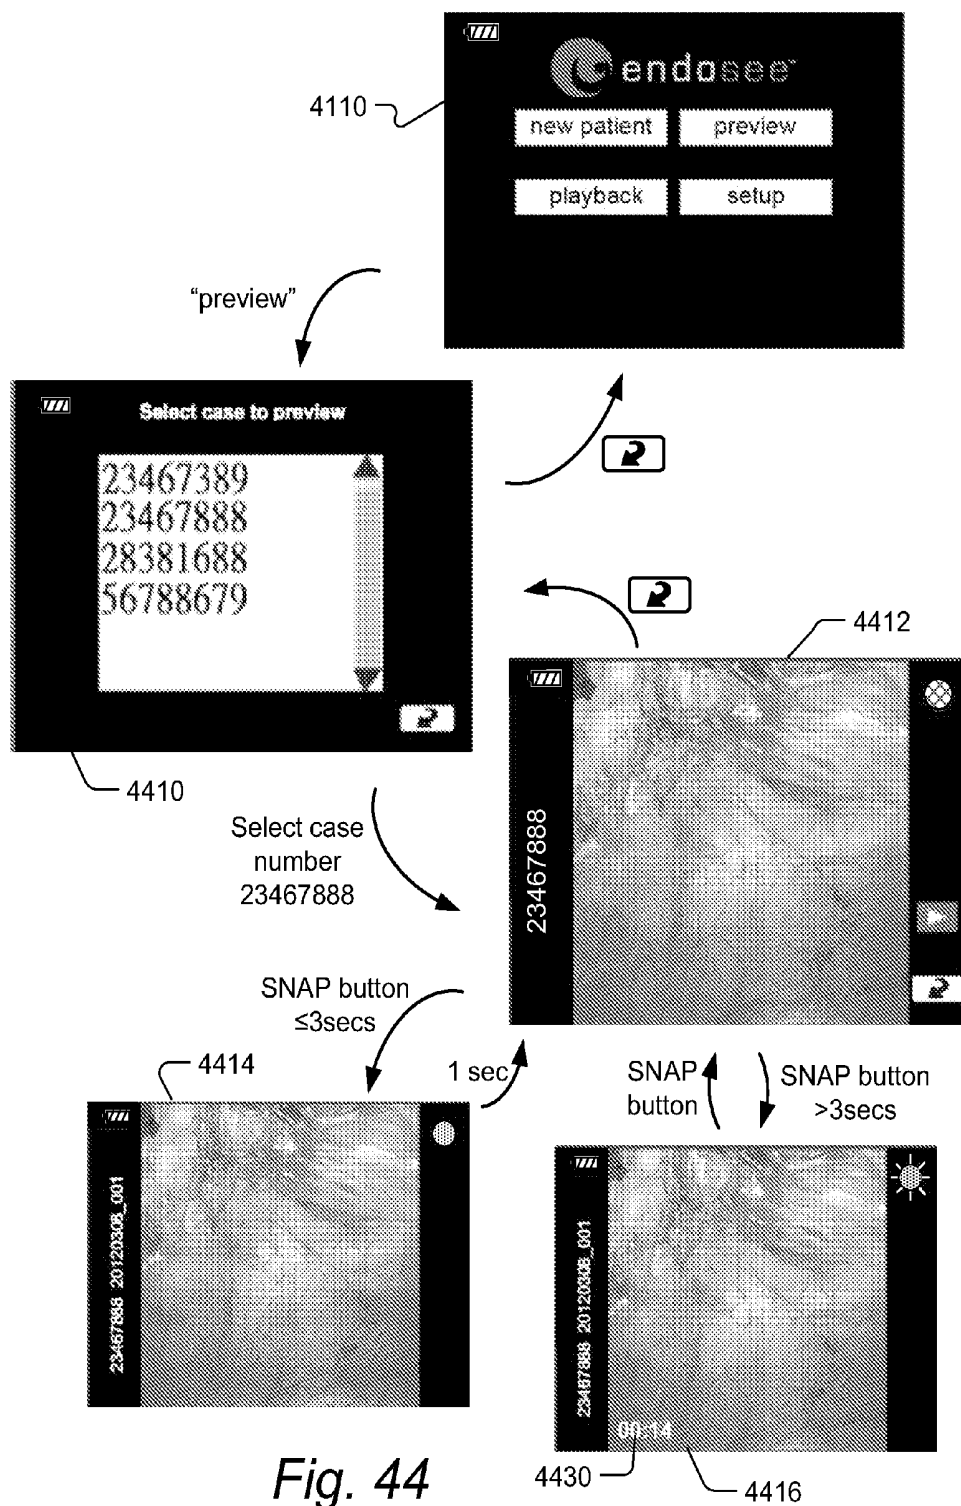 endosee™
4110
new patient preview
playback setup
“preview”
Select case to preview
23467389
23467888
28381688
56788679
4412
4410
Select case
number
23467888
23467888
SNAP button
≤3secs
4414
1 sec
SNAP
button
SNAP button
>3secs
23467888 20120308_001
23467888 20120308_001
00:14
4430
4416
Fig. 44